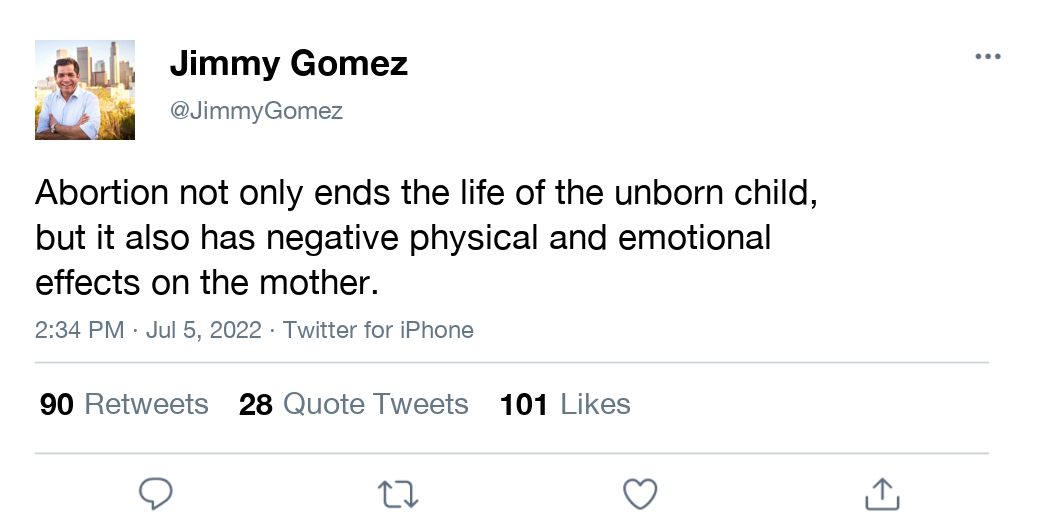 Jimmy Gomez
@JimmyGomez
Abortion not only ends the life of the unborn child,
but it also has negative physical and emotional
effects on the mother.
2:34 PM · Jul 5, 2022 · Twitter for iPhone
90 Retweets 28 Quote Tweets 101 Likes